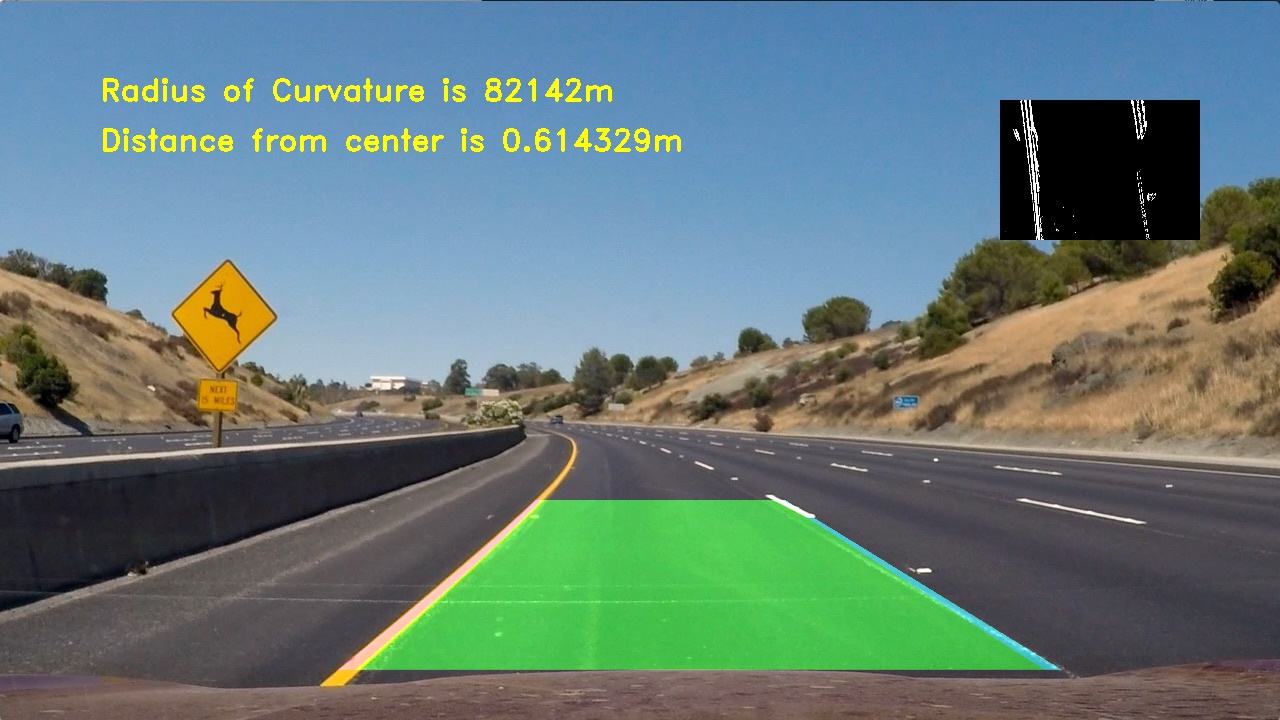 Radius of Curvature is 82142m
Distance from center is 0.614329m
NEXT
15 MILES